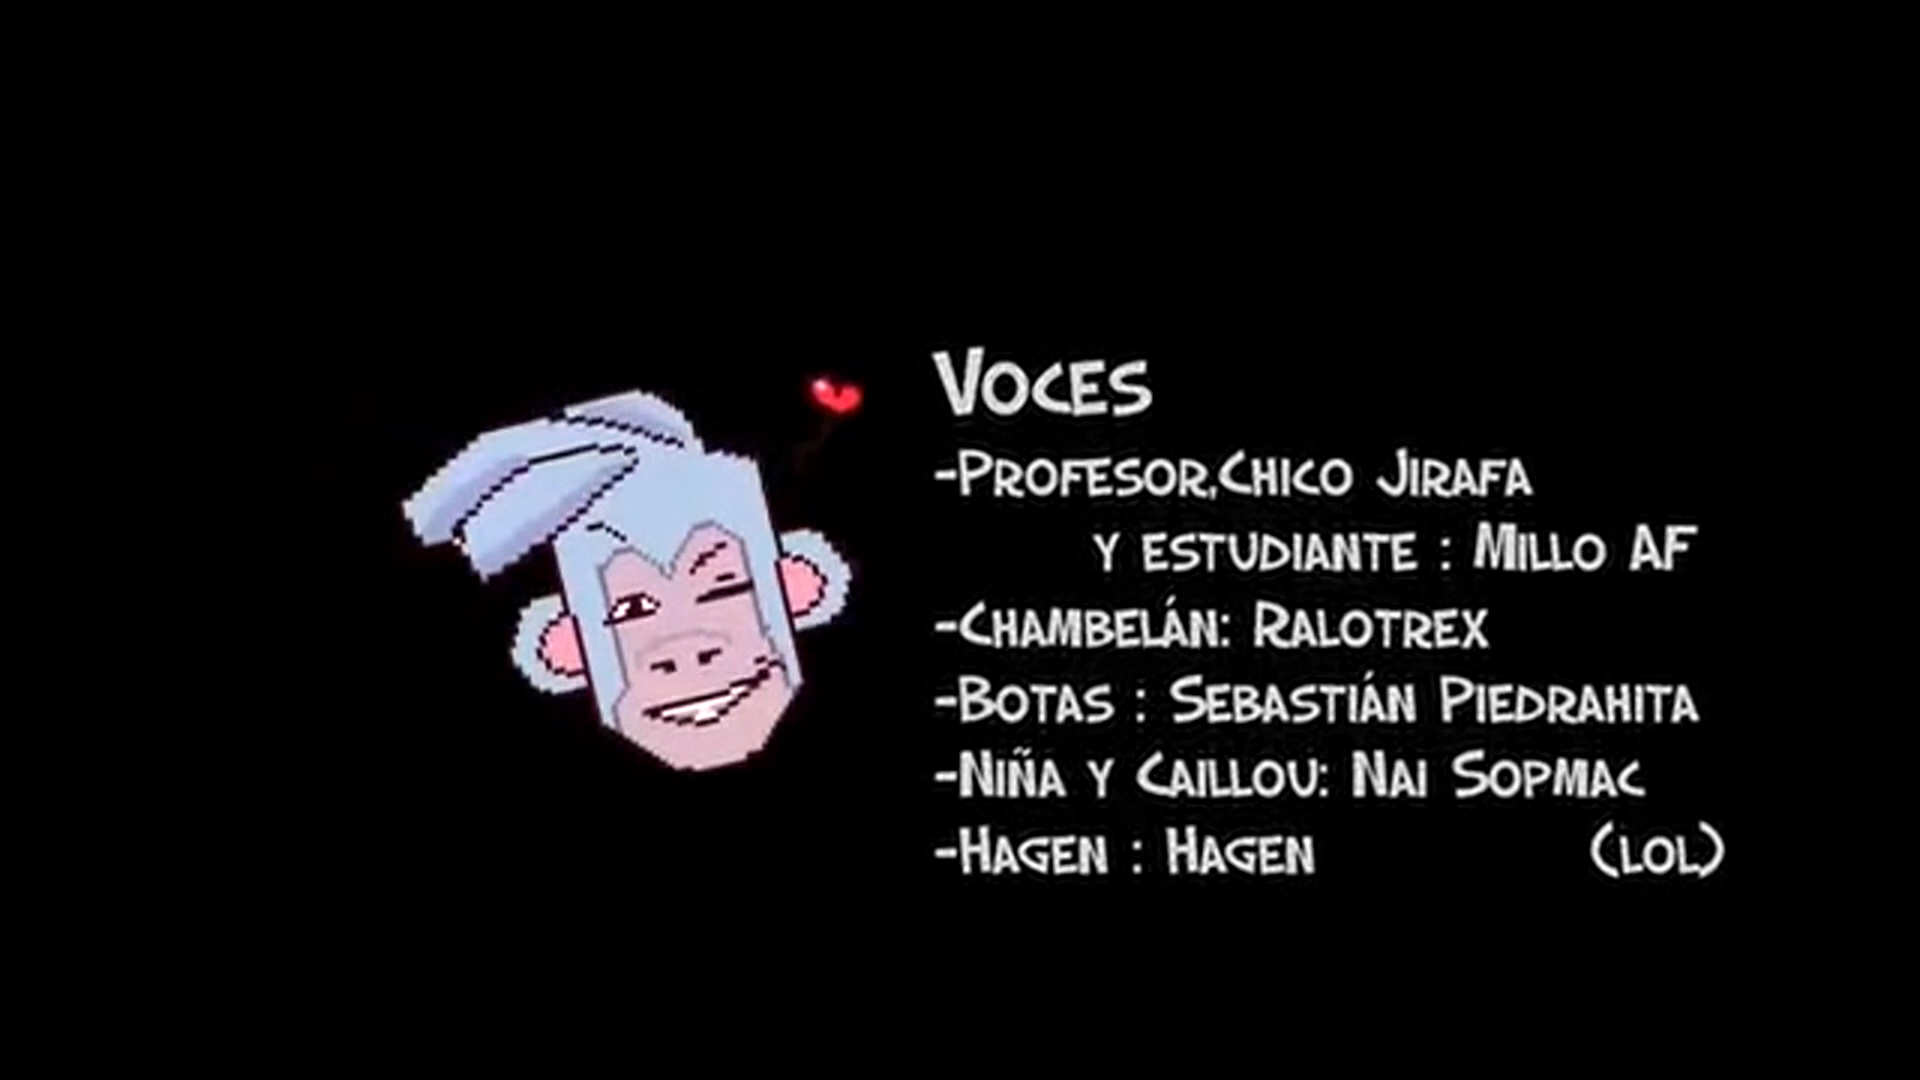 Voces
-Profesor,Chico Jirafa
y estudiante : Millo AF
-Chambelán: Ralotrex
-Botas : Sebastián Piedrahita
-Niña y Caillou: Nai Sopmac
-Hagen : Hagen (lol)